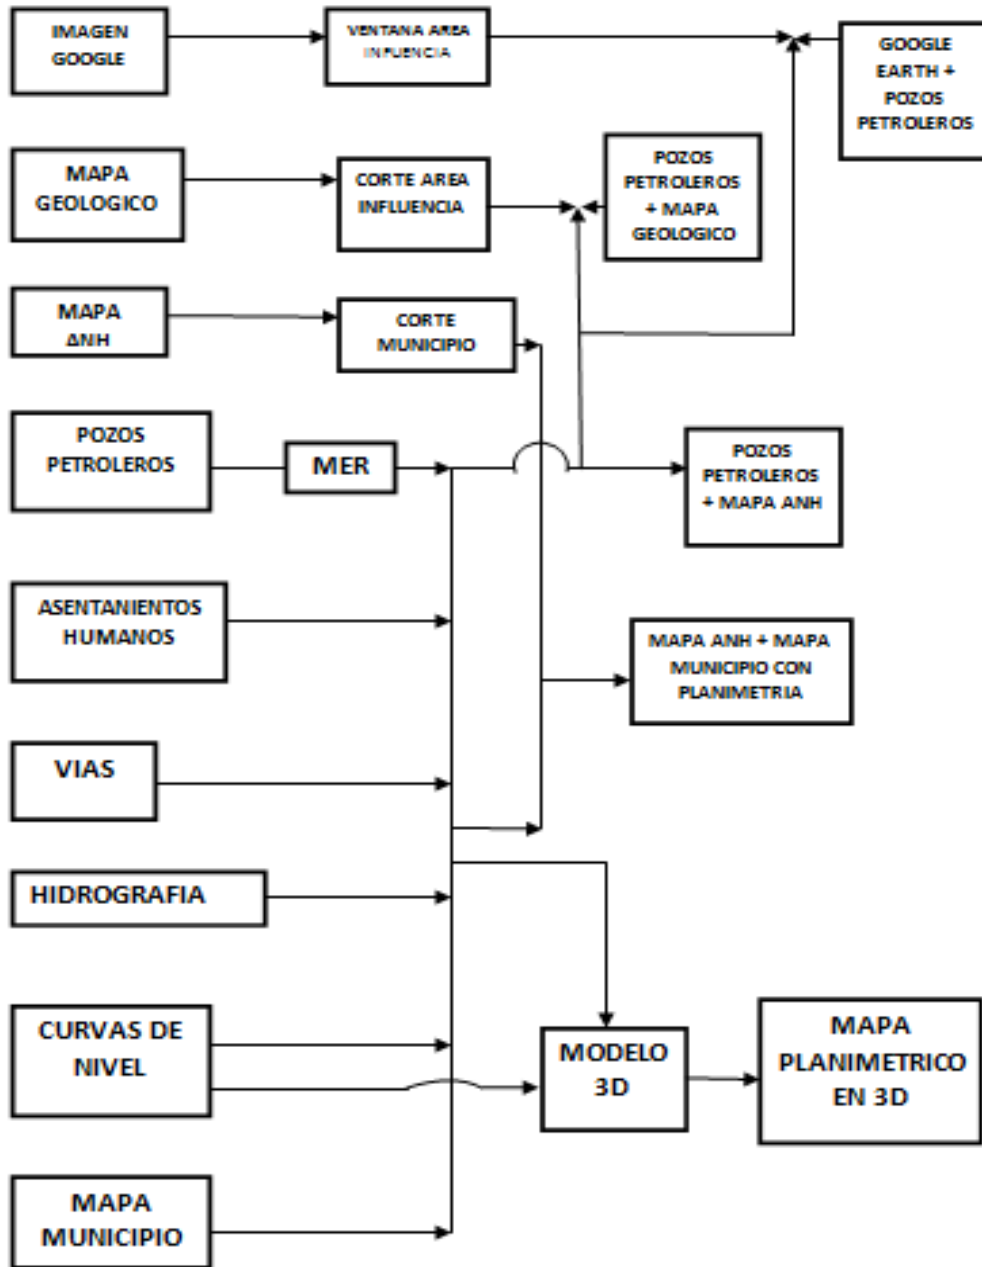 IMAGEN
GOOGLE
VENTANA AREA
INFUENCIA
GOOGLE
EARTH +
POZOS
PETROLEROS
MAPA
GEOLOGICO
CORTE AREA
INFLUENCIA
POZOS
PETROLEROS
+ MAPA
GEOLOGICO
MAPA
ANH
CORTE
MUNICIPIO
POZOS
PETROLEROS
MER
POZOS
PETROLEROS
+ MAPA ANH
ASENTANIENTOS
HUMANOS
MAPA ANH + MAPA
MUNICIPIO CON
PLANIMETRIA
VIAS
HIDROGRAFIA
CURVAS DE
NIVEL
MODELO
3D
MAPA
PLANIMETRICO
EN 3D
MAPA
MUNICIPIO